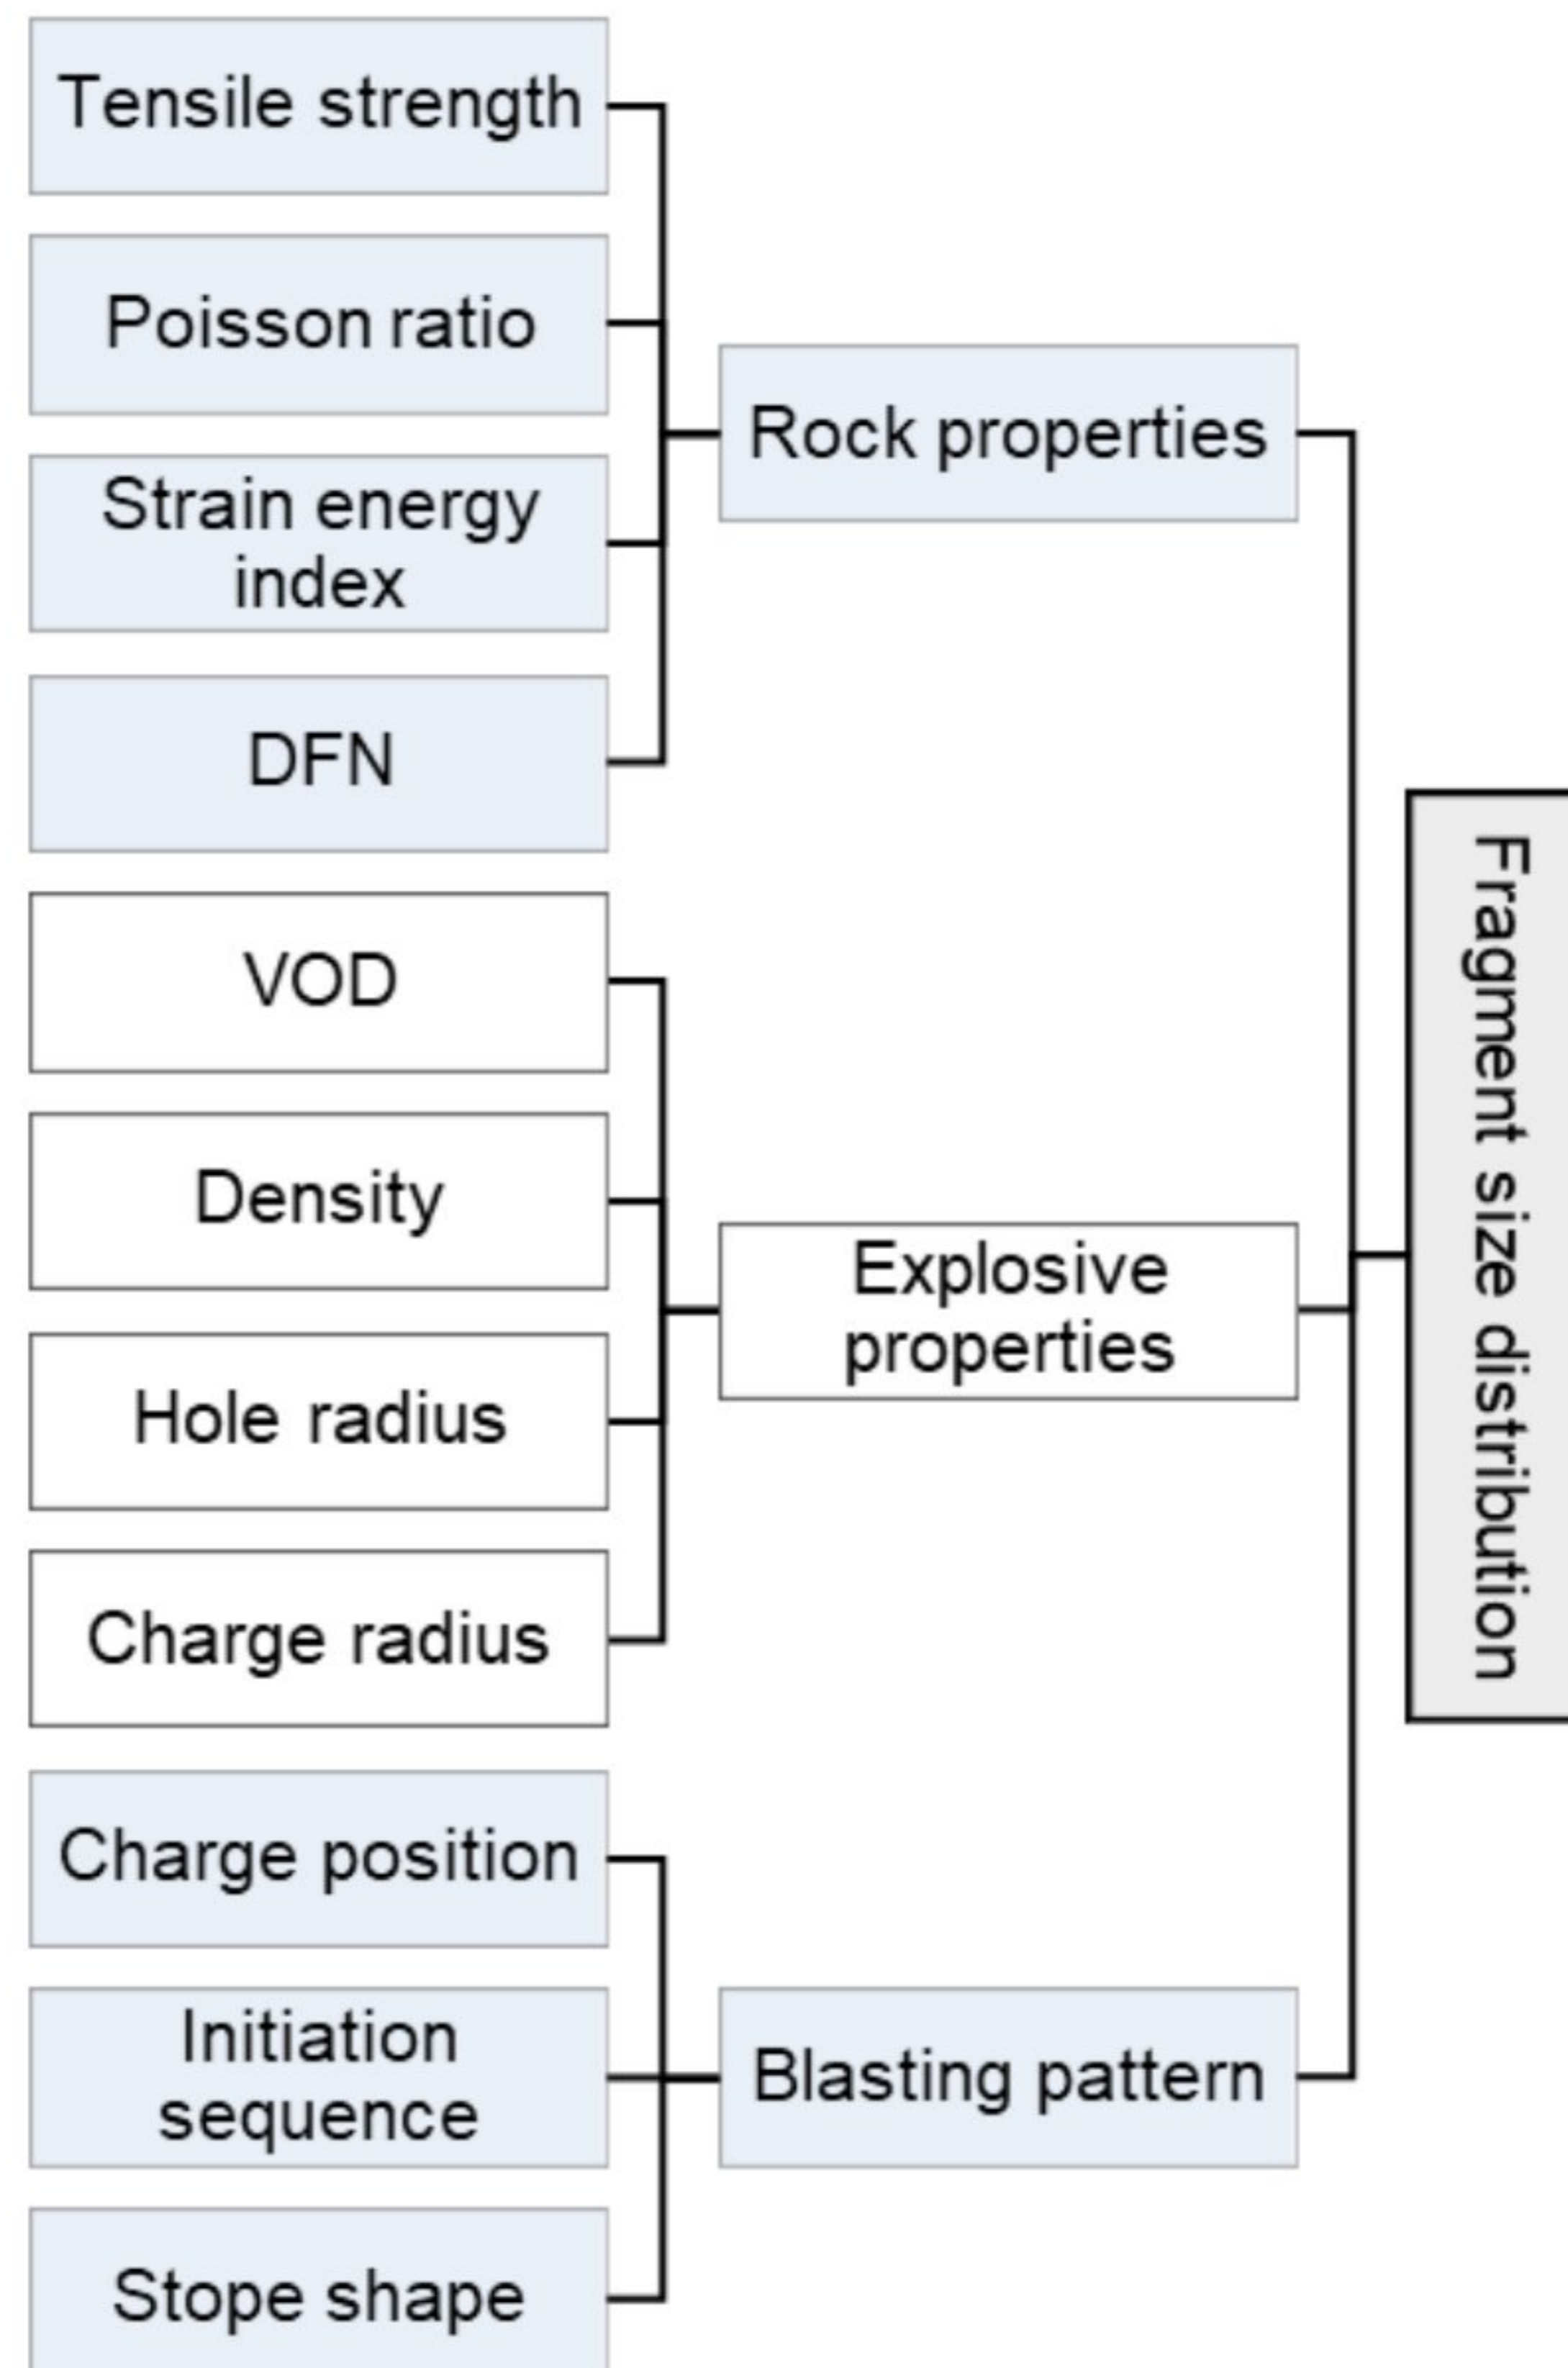 Tensile strength
Poisson ratio
Strain energy
index
DFN
VOD
Density
Hole radius
Charge radius
Charge position
Initiation
sequence
Stope shape
Rock properties
Explosive
properties
Blasting pattern
Fragment size distribution